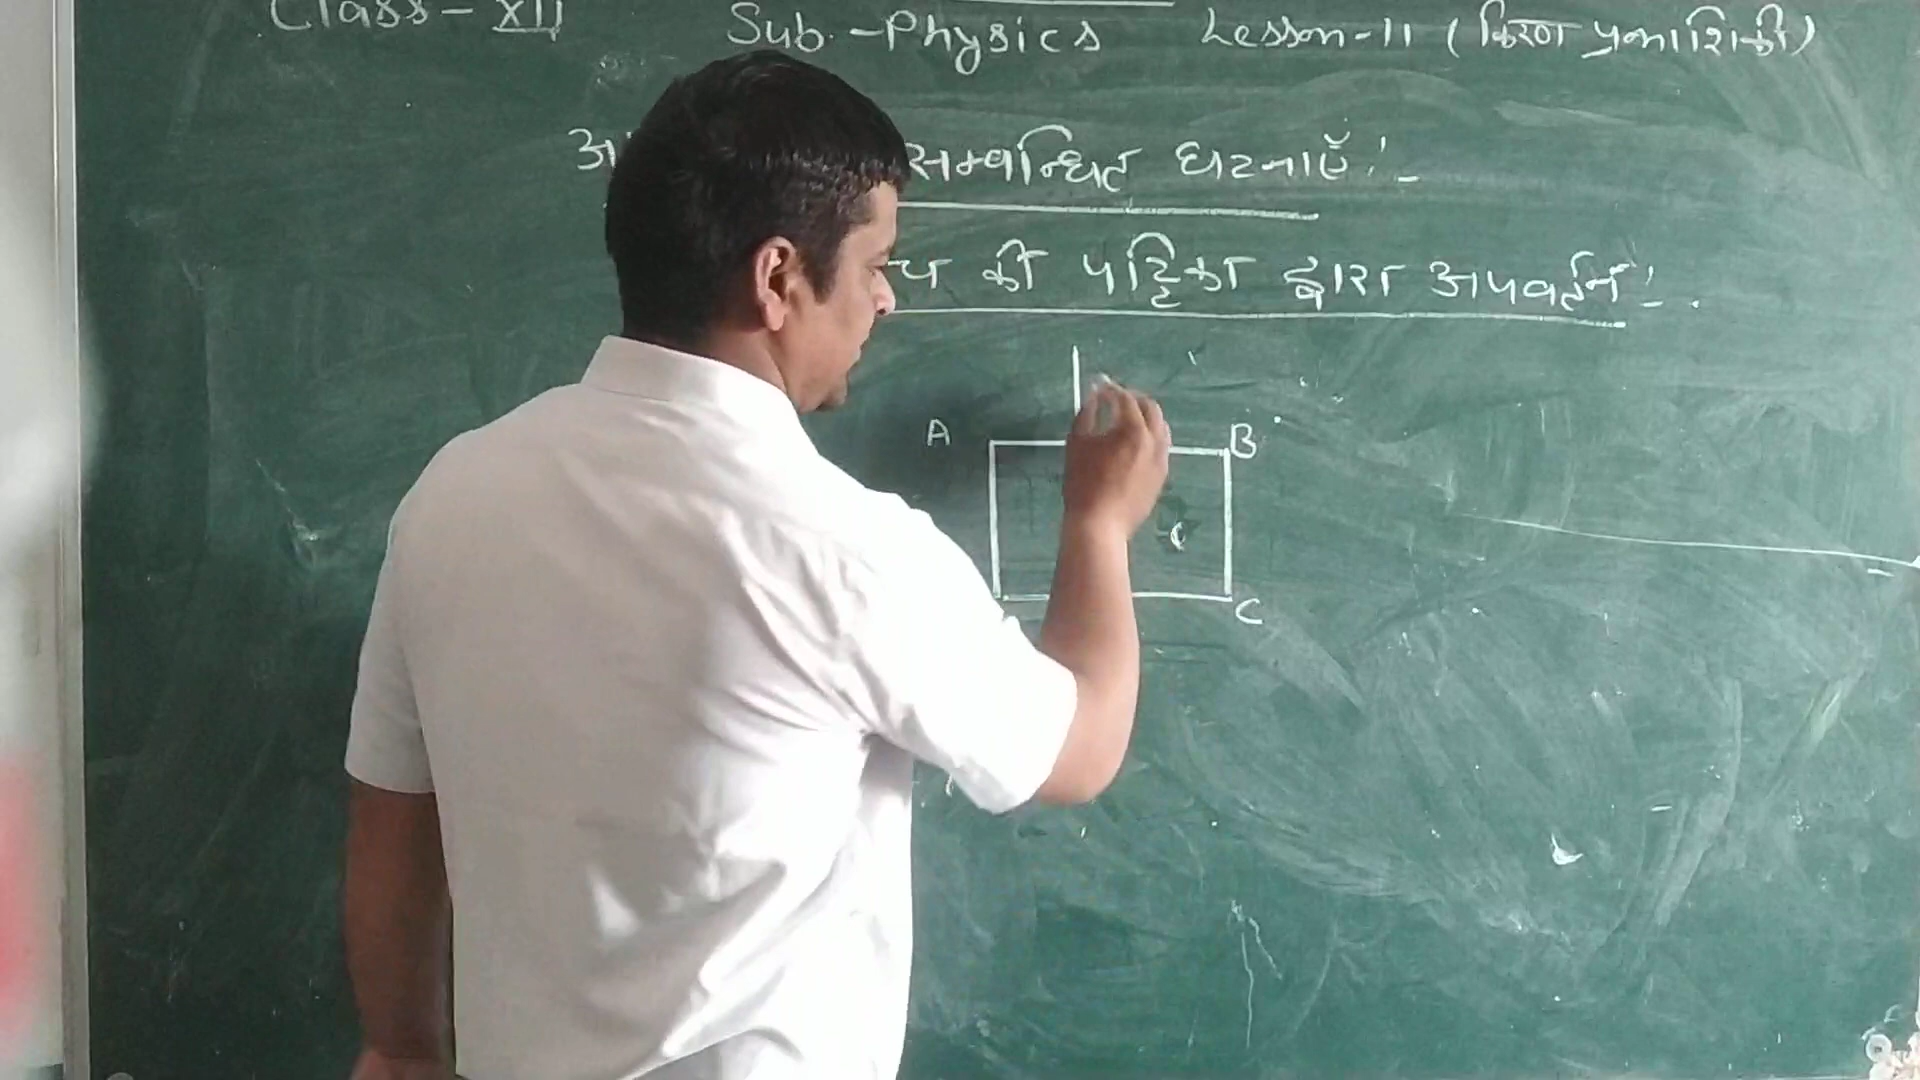 Class - XII Sub. - Physics Lesson - 11 (किरण प्रकाशिकी)
सम्बन्धित घटनाएँ :-
की पट्टिका द्वारा अपवर्तन :-
A B
C